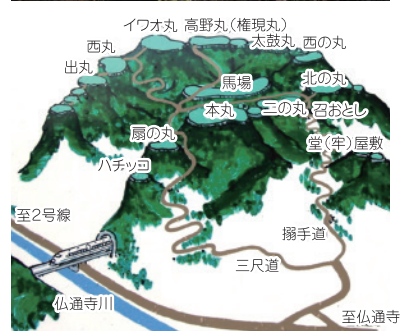 イワオ丸
高野丸(権現丸)
太鼓丸
西の丸
西丸
出丸
馬場
北の丸
本丸
二の丸
召おとし
扇の丸
堂(牢)屋敷
ハチッコ
至2号線
搦手道
三尺道
仏通寺川
至仏通寺